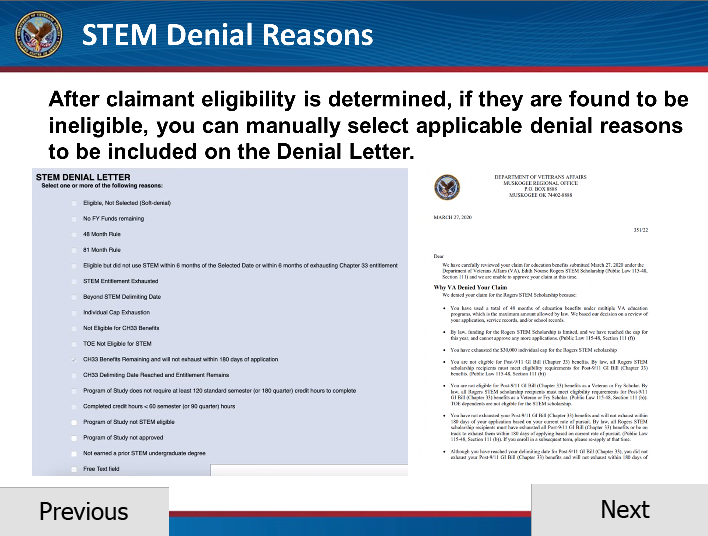 STEM Denial Reasons
After claimant eligibility is determined, if they are found to be
ineligible, you can manually select applicable denial reasons
to be included on the Denial Letter.
STEM DENIAL LETTER
Select one or more of the following reasons:
Eligible, Not Selected (Soft-denial)
No FY Funds remaining
48 Month Rule
81 Month Rule
Eligible but did not use STEM within 6 months of the Selected Date or within 6 months of exhausting Chapter 33 entitlement
STEM Entitlement Exhausted
Beyond STEM Delimiting Date
Individual Cap Exhaustion
Not Eligible for CH33 Benefits
TOE Not Eligible for STEM
CH33 Benefits Remaining and will not exhaust within 180 days of application
CH33 Delimiting Date Reached and Entitlement Remains
Program of Study does not require at least 120 standard semester (or 180 quarter) credit hours to complete
Completed credit hours < 60 semester (or 90 quarter) hours
Program of Study not STEM eligible
Program of Study not approved
Not earned a prior STEM undergraduate degree
Free Text field
DEPARTMENT OF VETERANS AFFAIRS
MUSKOGEE REGIONAL OFFICE
P.O. BOX 8888
MUSKOGEE OK 74402-8888
MARCH 27, 2020
351/22
Dear
We have carefully reviewed your claim for education benefits submitted March 27, 2020 under the
Department of Veterans Affairs (VA), Edith Nourse Rogers STEM Scholarship (Public Law 115-48,
Section 111) and we are unable to approve your claim at this time.
Why VA Denied Your Claim
We denied your claim for the Rogers STEM Scholarship because:
• You have used a total of 48 months of education benefits under multiple VA education
programs, which is the maximum amount allowed by law. We based our decision on a review of
your application, service records, and/or school records.
• By law, funding for the Rogers STEM Scholarship is limited, and we have reached the cap for
this year, and cannot approve any more applications. (Public Law 115-48, Section 111 (f))
• You have exhausted the $30,000 individual cap for the Rogers STEM scholarship
• You are not eligible for Post-9/11 GI Bill (Chapter 33) benefits. By law, all Rogers STEM
scholarship recipients must meet eligibility requirements for Post-9/11 GI Bill (Chapter 33)
benefits. (Public Law 115-48, Section 111 (b))
• You are not eligible for Post-9/11 GI Bill (Chapter 33) benefits as a Veteran or Fry Scholar. By
law, all Rogers STEM scholarship recipients must meet eligibility requirements for Post-9/11
GI Bill (Chapter 33) benefits as a Veteran or Fry Scholar. (Public Law 115-48, Section 111 (b)).
TOE dependents are not eligible for the STEM scholarship.
• You have not exhausted your Post-9/11 GI Bill (Chapter 33) benefits and will not exhaust within
180 days of your application based on your current rate of pursuit. By law, all Rogers STEM
scholarship recipients must have exhausted all Post-9/11 GI Bill (Chapter 33) benefits or be on
track to exhaust them within 180 days of applying based on current rate of pursuit. (Public Law
115-48, Section 111 (b)). If you enroll in a subsequent term, please re-apply at that time.
• Although you have reached your delimiting date for Post-9/11 GI Bill (Chapter 33), you did not
exhaust your Post-9/11 GI Bill (Chapter 33) benefits and will not exhaust within 180 days of
Previous
Next